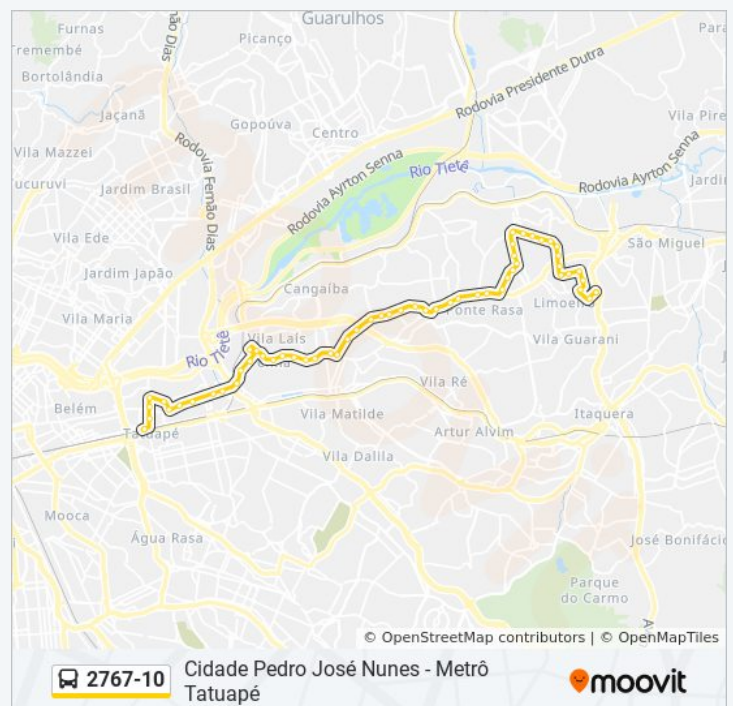 Guarulhos
Furnas
Tremembé
Picanço
Bortolândia
não Dias
Rodovia Presidente Dutra
Jaçanã
Gopoúva
Centro
Vila Pire
Vila Mazzei
Rodovia Fernão Dias
Rodovia Ayrton Senna
Rio Tietê
Rodovia Ayrton Senna
ucuruvi
Jardim Brasil
Jardi
Vila Ede
São Miguel
Jardim Japão
Cangaíba
Limoeiro
Vila Maria
Ponte Rasa
Vila Lais
Vila Guarani
Rio Tietê
Belém
Vila Ré
Vila Matilde
Itaquera
Tatuapé
Artur Alvim
Vila Dalila
Mooca
Água Rasa
José Bonifácio
Parque
do Carmo
© OpenStreetMap contributors | © OpenMapTiles
2767-10
Cidade Pedro José Nunes - Metrô
Tatuapé
moovit